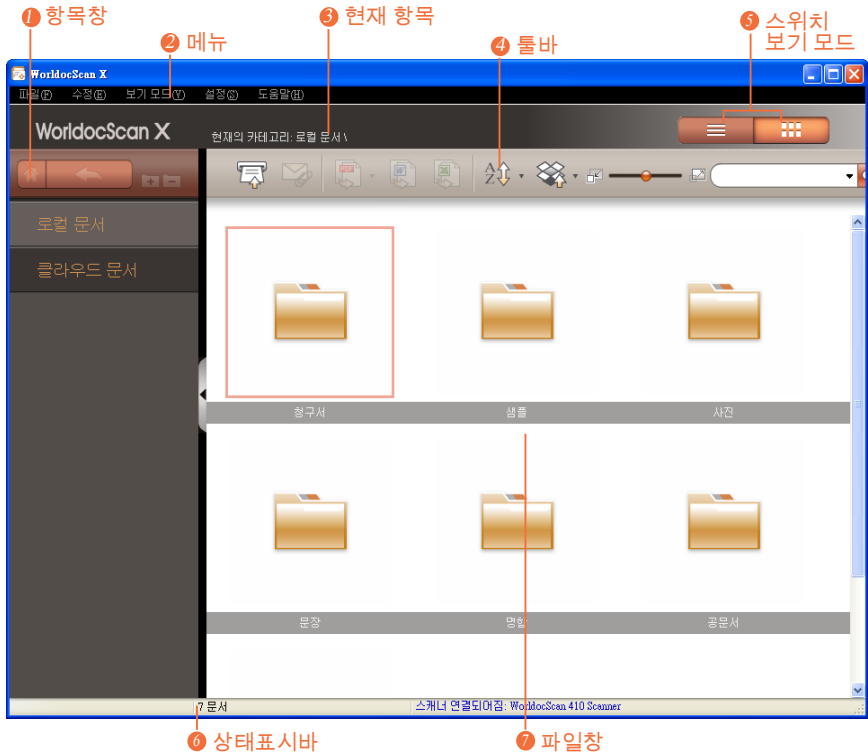 1 항목창
3 현재 항목
5 스위치
보기 모드
2 메뉴
4 툴바
WorldocScan X
파일(F) 수정(E) 보기 모드(V) 설정(S) 도움말(H)
WorldocScan X
현재의 카테고리: 로컬 문서 \
로컬 문서
클라우드 문서
청구서 샘플 사진
문장 명함 공문서
7 문서
스캐너 연결되어짐: WorldocScan 410 Scanner
6 상태표시바
7 파일창